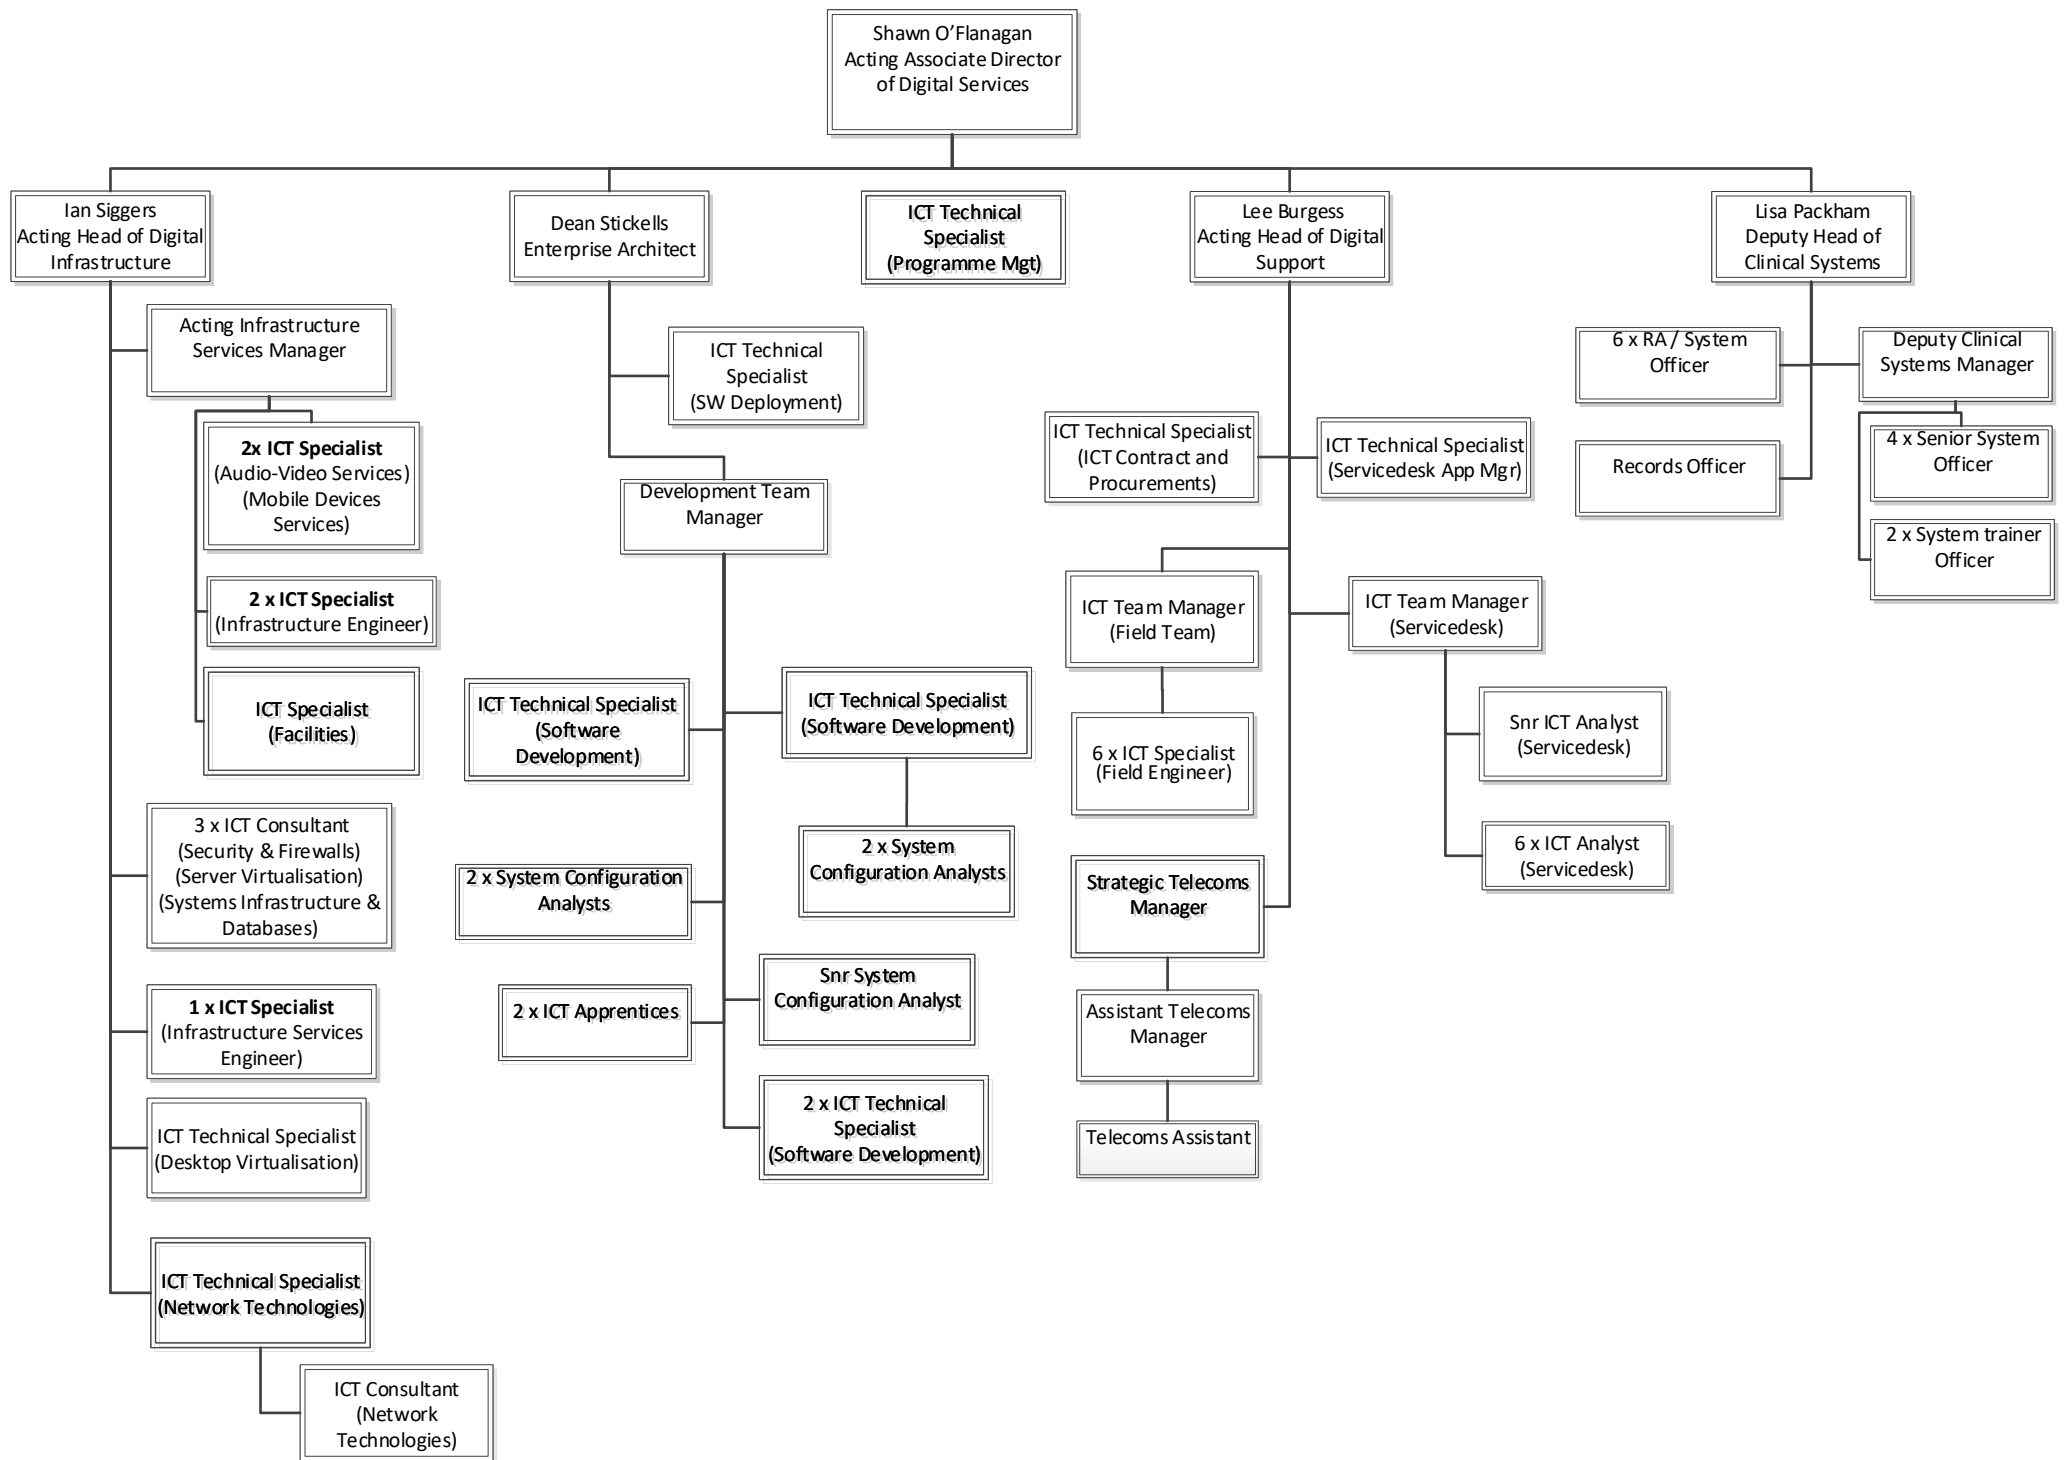 Shawn O’Flanagan
Acting Associate Director
of Digital Services
Ian Siggers
Acting Head of Digital
Infrastructure
Dean Stickells
Enterprise Architect
ICT Technical
Specialist
(Programme Mgt)
Lee Burgess
Acting Head of Digital
Support
Lisa Packham
Deputy Head of
Clinical Systems
Acting Infrastructure
Services Manager
2x ICT Specialist
(Audio-Video Services)
(Mobile Devices
Services)
2 x ICT Specialist
(Infrastructure Engineer)
ICT Specialist
(Facilities)
3 x ICT Consultant
(Security & Firewalls)
(Server Virtualisation)
(Systems Infrastructure &
Databases)
1 x ICT Specialist
(Infrastructure Services
Engineer)
ICT Technical Specialist
(Desktop Virtualisation)
ICT Technical Specialist
(Network Technologies)
ICT Consultant
(Network
Technologies)
ICT Technical
Specialist
(SW Deployment)
Development Team
Manager
ICT Technical Specialist
(Software
Development)
ICT Technical Specialist
(Software Development)
2 x System
Configuration Analysts
2 x System Configuration
Analysts
Snr System
Configuration Analyst
2 x ICT Apprentices
2 x ICT Technical
Specialist
(Software Development)
ICT Technical Specialist
(ICT Contract and
Procurements)
ICT Technical Specialist
(Servicedesk App Mgr)
ICT Team Manager
(Field Team)
6 x ICT Specialist
(Field Engineer)
ICT Team Manager
(Servicedesk)
Snr ICT Analyst
(Servicedesk)
6 x ICT Analyst
(Servicedesk)
Strategic Telecoms
Manager
Assistant Telecoms
Manager
Telecoms Assistant
6 x RA / System
Officer
Records Officer
Deputy Clinical
Systems Manager
4 x Senior System
Officer
2 x System trainer
Officer